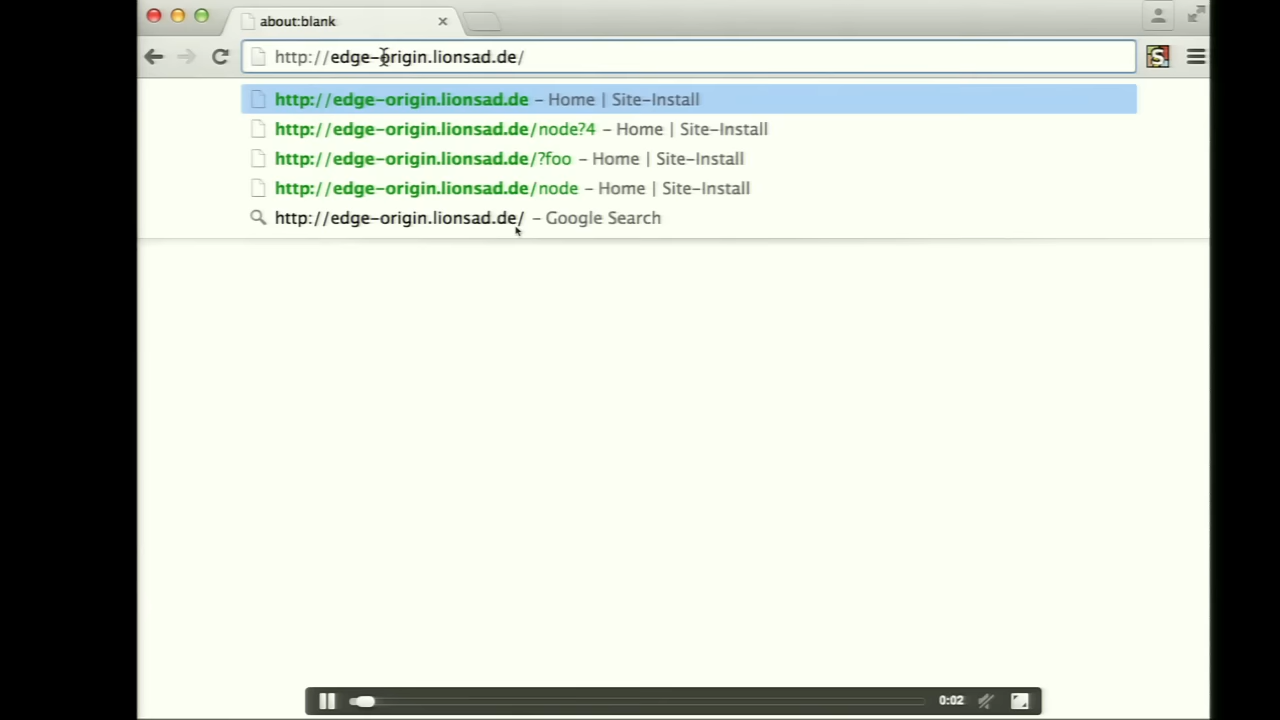 about:blank
http://edge-origin.lionsad.de/
http://edge-origin.lionsad.de – Home | Site-Install
http://edge-origin.lionsad.de/node?4 – Home | Site-Install
http://edge-origin.lionsad.de/?foo – Home | Site-Install
http://edge-origin.lionsad.de/node – Home | Site-Install
http://edge-origin.lionsad.de/ – Google Search
0:02